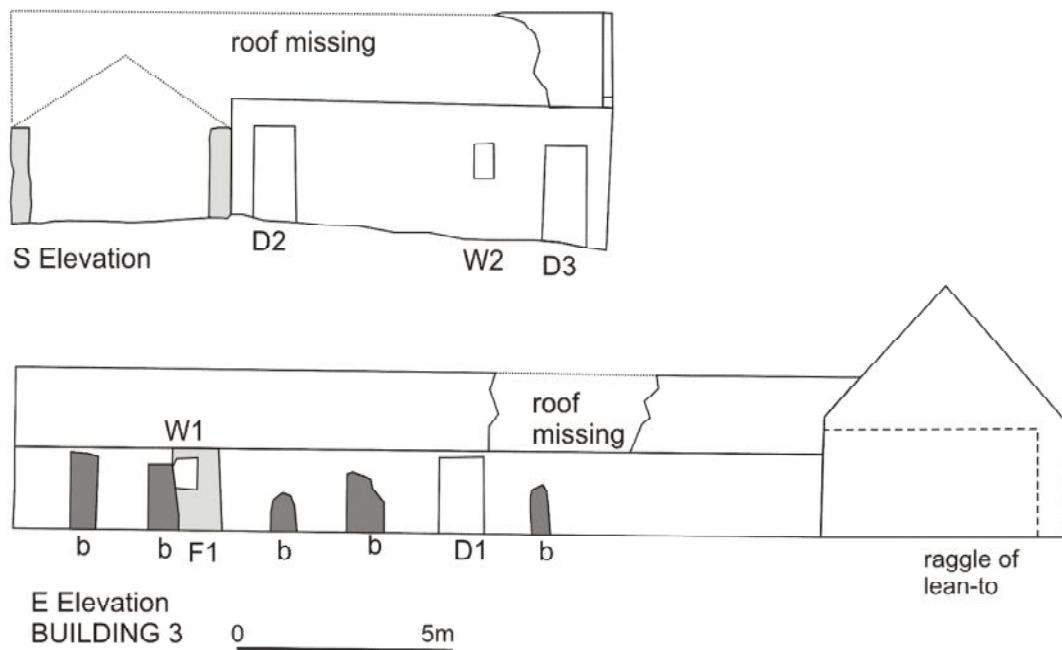 roof missing
D2
W2
D3
S Elevation
W1
roof
missing
b
b
F1
b
b
D1
b
raggle of
lean-to
E Elevation
BUILDING 3
0
5m